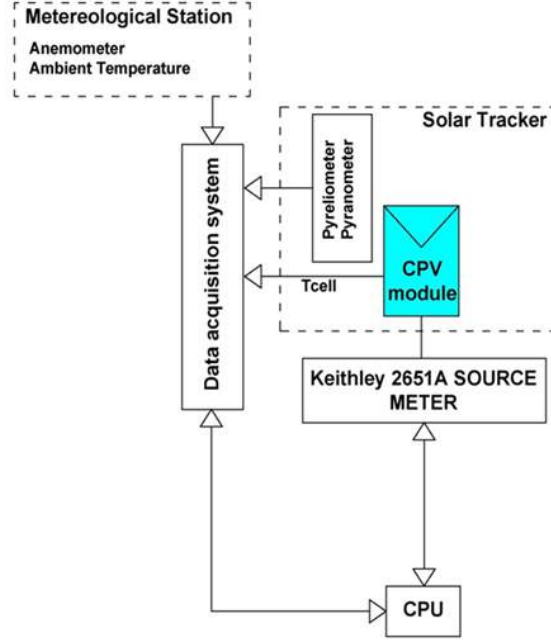 Metereological Station
Anemometer
Ambient Temperature
Solar Tracker
Data acquisition system
Pyreliometer
Pyranometer
CPV
module
Tcell
Keithley 2651A SOURCE
METER
CPU